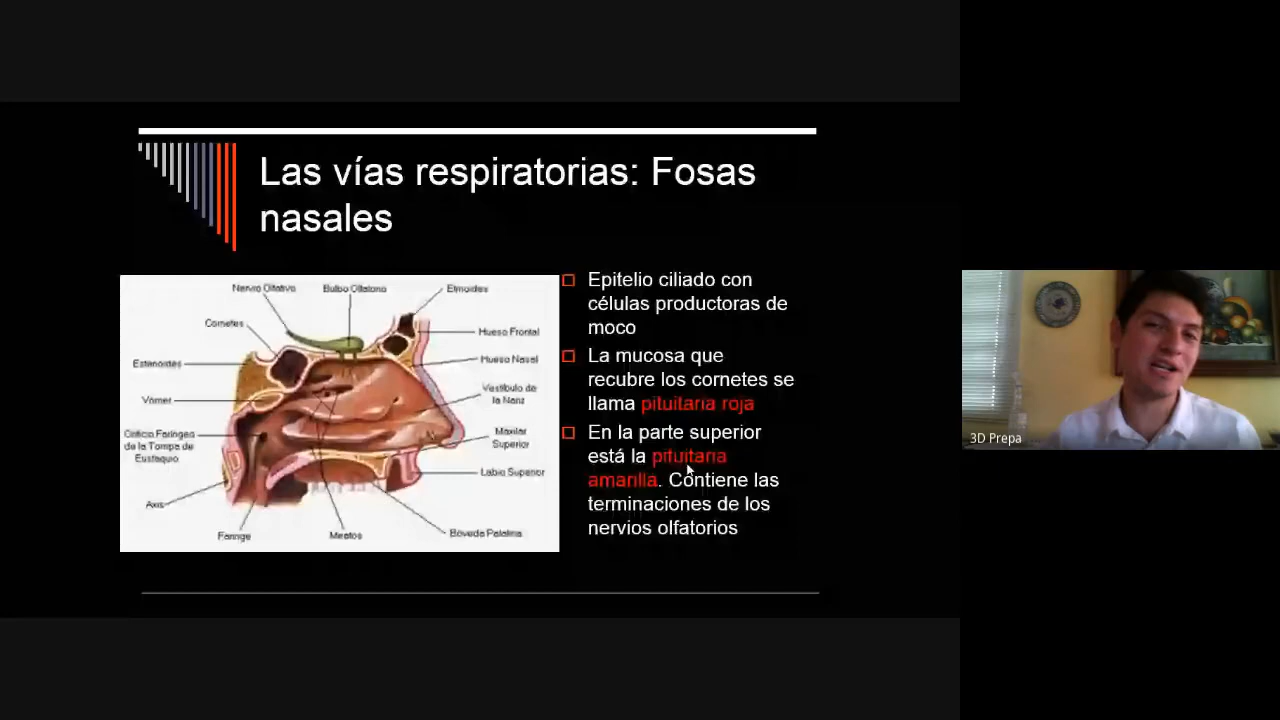 Las vías respiratorias: Fosas
nasales
Nervio Olfativo
Bulbo Olfatorio
Etmoides
Cornetes
Hueso Frontal
Esfenoides
Hueso Nasal
Vómer
Vestíbulo de
la Nariz
Orificio Faríngeo
de la Trompa de
Eustaquio
Maxilar
Superior
Labio Superior
Axis
Faringe
Meatos
Bóveda Palatina
Epitelio ciliado con
células productoras de
moco
La mucosa que
recubre los cornetes se
llama pituitaria roja
En la parte superior
está la pituitaria
amarilla. Contiene las
terminaciones de los
nervios olfatorios
3D Prepa